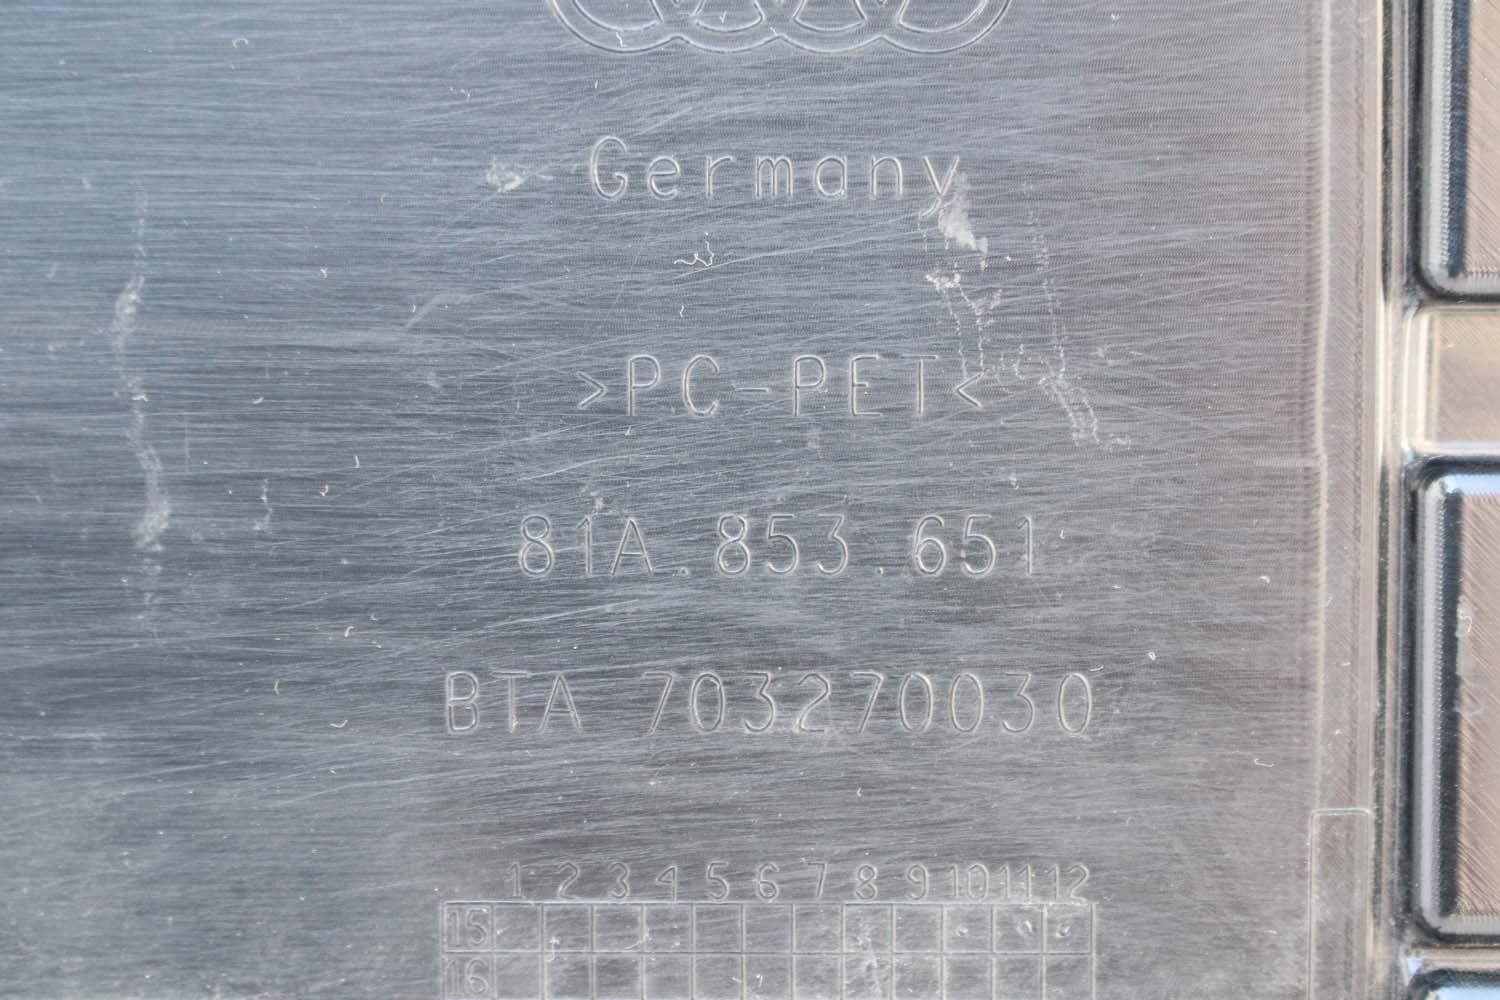 Germany
>PC-PET<
81A.853.651
BTA 703270030
1 2 3 4 5 6 7 8 9 10 11 12
15
16